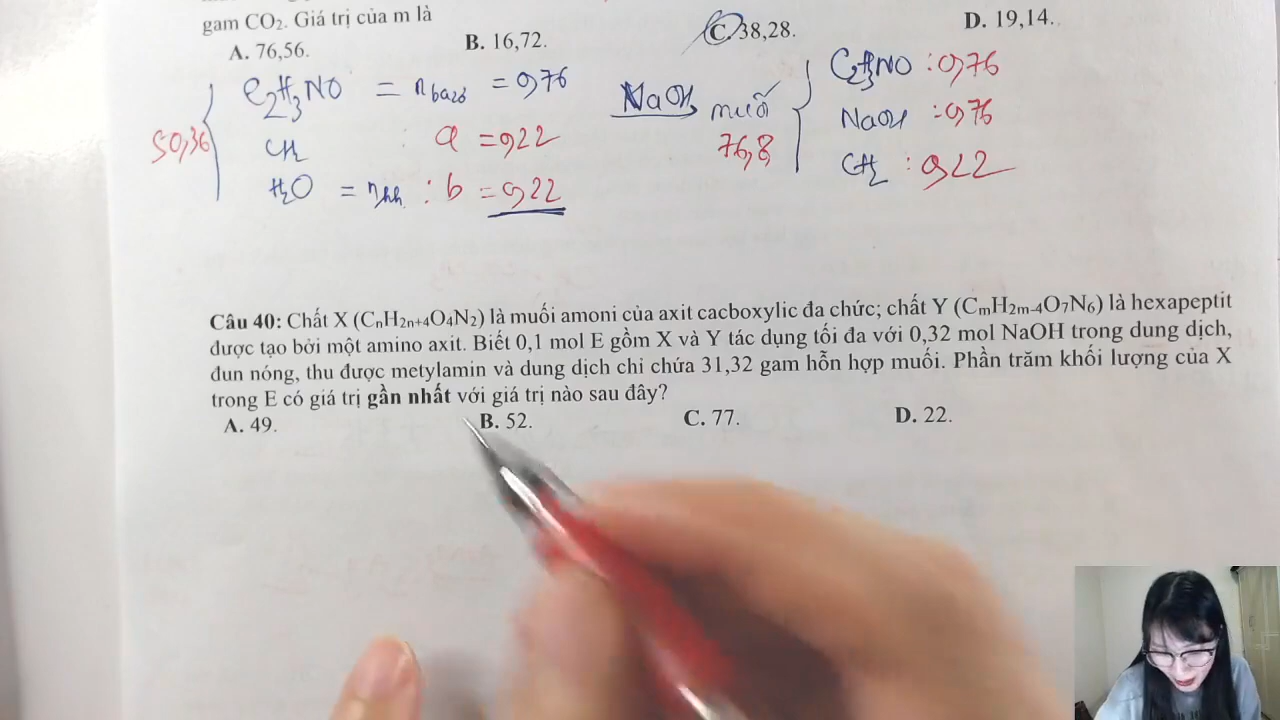 gam CO₂. Giá trị của m là
A. 76,56. B. 16,72. C. 38,28. D. 19,14.
C₂H₃NO = n = 0,76 NaOH muối C₂H₃NO : 0,76
50,36 CH₂ : a = 0,22 76,8 NaOH : 0,76
H₂O = nhh : b = 0,22 CH₂ : 0,22
Câu 40: Chất X (CnH2n+4O4N2) là muối amoni của axit cacboxylic đa chức; chất Y (CmH2m-4O7N6) là hexapeptit
được tạo bởi một amino axit. Biết 0,1 mol E gồm X và Y tác dụng tối đa với 0,32 mol NaOH trong dung dịch,
đun nóng, thu được metylamin và dung dịch chỉ chứa 31,32 gam hỗn hợp muối. Phần trăm khối lượng của X
trong E có giá trị gần nhất với giá trị nào sau đây?
A. 49. B. 52. C. 77. D. 22.